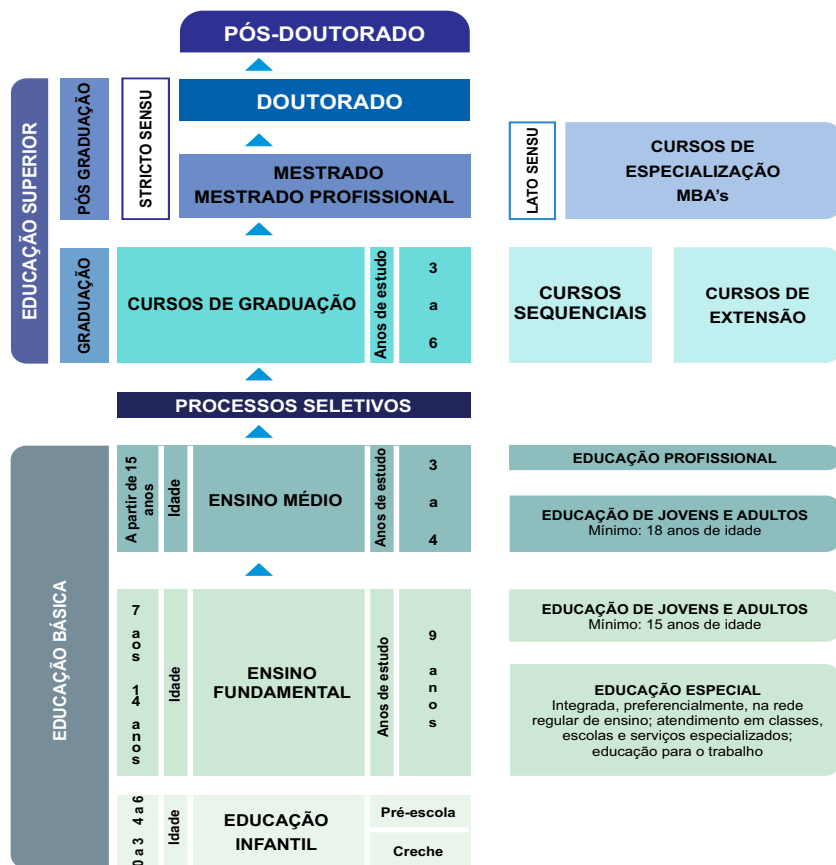 PÓS-DOUTORADO
EDUCAÇÃO SUPERIOR
PÓS GRADUAÇÃO
STRICTO SENSU
DOUTORADO
MESTRADO
MESTRADO PROFISSIONAL
LATO SENSU
CURSOS DE
ESPECIALIZAÇÃO
MBA's
GRADUAÇÃO
CURSOS DE GRADUAÇÃO
Anos de estudo
3
a
6
CURSOS
SEQUENCIAIS
CURSOS DE
EXTENSÃO
PROCESSOS SELETIVOS
EDUCAÇÃO BÁSICA
A partir de 15
anos
Idade
ENSINO MÉDIO
Anos de estudo
3
a
4
EDUCAÇÃO PROFISSIONAL
EDUCAÇÃO DE JOVENS E ADULTOS
Mínimo: 18 anos de idade
7 aos 14 anos
Idade
ENSINO
FUNDAMENTAL
Anos de estudo
9 anos
EDUCAÇÃO DE JOVENS E ADULTOS
Mínimo: 15 anos de idade
EDUCAÇÃO ESPECIAL
Integrada, preferencialmente, na rede
regular de ensino; atendimento em classes,
escolas e serviços especializados;
educação para o trabalho
0 a 3 4 a 6
Idade
EDUCAÇÃO
INFANTIL
Pré-escola
Creche